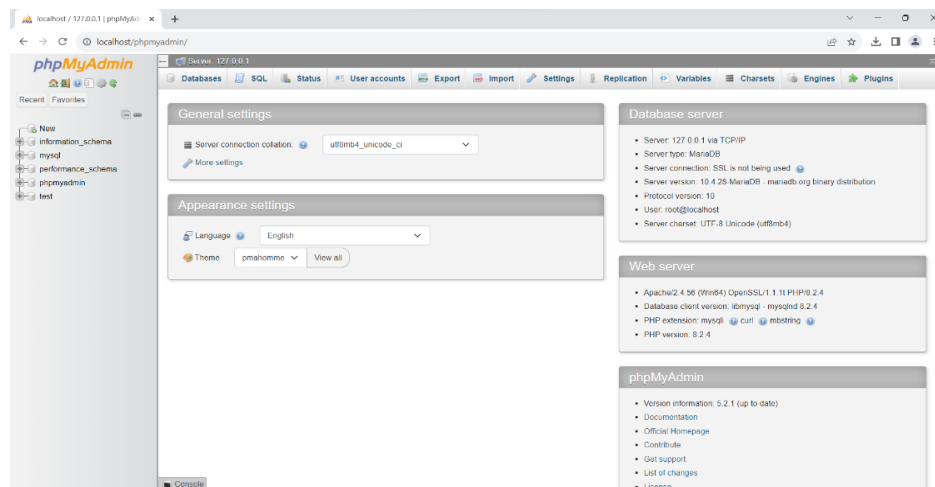 localhost / 127.0.0.1 | phpMyAd
localhost/phpmyadmin/
phpMyAdmin
Recent Favorites
New
information_schema
mysql
performance_schema
phpmyadmin
test
Server: 127.0.0.1
Databases SQL Status User accounts Export Import Settings Replication Variables Charsets Engines Plugins
General settings
Server connection collation: utf8mb4_unicode_ci
More settings
Appearance settings
Language English
Theme pmahomme View all
Database server
Server: 127.0.0.1 via TCP/IP
Server type: MariaDB
Server connection: SSL is not being used
Server version: 10.4.28-MariaDB - mariadb.org binary distribution
Protocol version: 10
User: root@localhost
Server charset: UTF-8 Unicode (utf8mb4)
Web server
Apache/2.4.56 (Win64) OpenSSL/1.1.1t PHP/8.2.4
Database client version: libmysql - mysqlnd 8.2.4
PHP extension: mysqli curl mbstring
PHP version: 8.2.4
phpMyAdmin
Version information: 5.2.1 (up to date)
Documentation
Official Homepage
Contribute
Get support
List of changes
License
Console